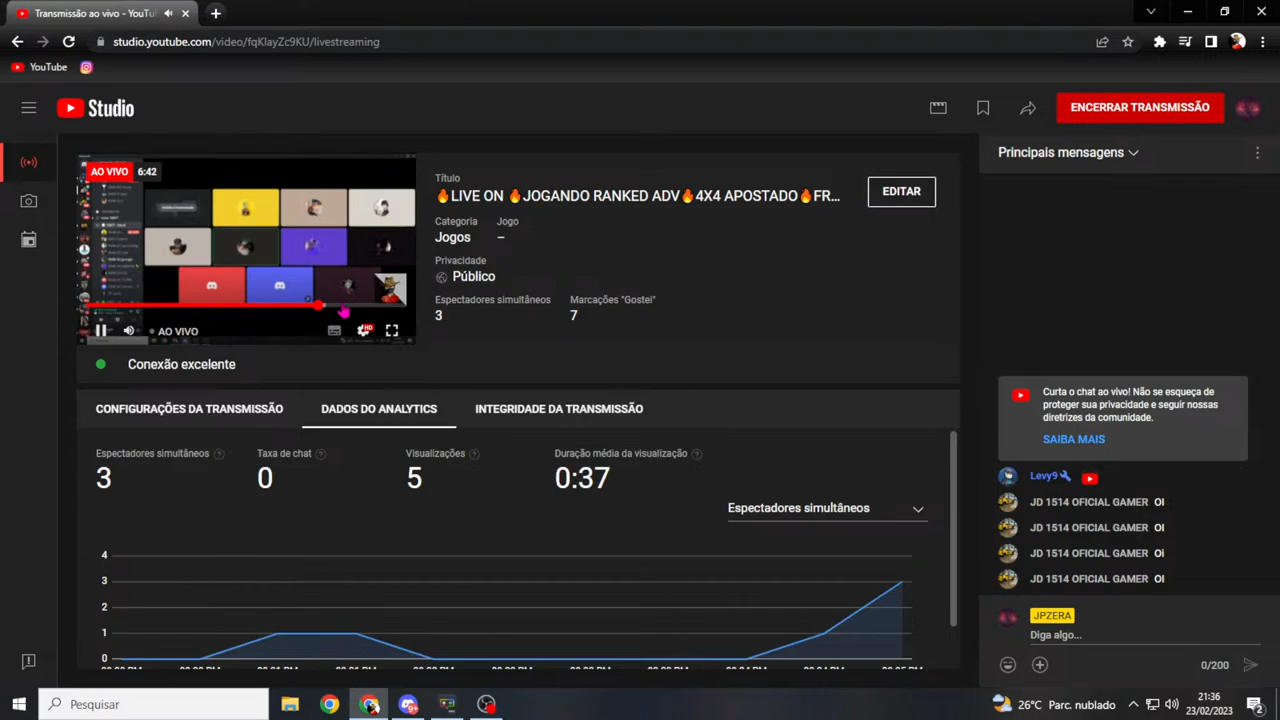 Transmissão ao vivo - YouTu
studio.youtube.com/video/fqKIayZc9KU/livestreaming
YouTube
Studio
ENCERRAR TRANSMISSÃO
Principais mensagens
AO VIVO 6:42
AO VIVO
HD
Título
🔥LIVE ON 🔥JOGANDO RANKED ADV🔥4X4 APOSTADO🔥FR...
EDITAR
Categoria Jogo
Jogos –
Privacidade
Público
Espectadores simultâneos Marcações "Gostei"
3 7
Conexão excelente
CONFIGURAÇÕES DA TRANSMISSÃO DADOS DO ANALYTICS INTEGRIDADE DA TRANSMISSÃO
Espectadores simultâneos Taxa de chat Visualizações Duração média da visualização
3 0 5 0:37
Espectadores simultâneos
4
3
2
1
0
Curta o chat ao vivo! Não se esqueça de
proteger sua privacidade e seguir nossas
diretrizes da comunidade.
SAIBA MAIS
Levy9
JD 1514 OFICIAL GAMER OI
JD 1514 OFICIAL GAMER OI
JD 1514 OFICIAL GAMER Oi
JD 1514 OFICIAL GAMER OI
JPZERA
Diga algo...
0/200
Pesquisar
9+
26°C Parc. nublado
21:36
23/02/2023
2